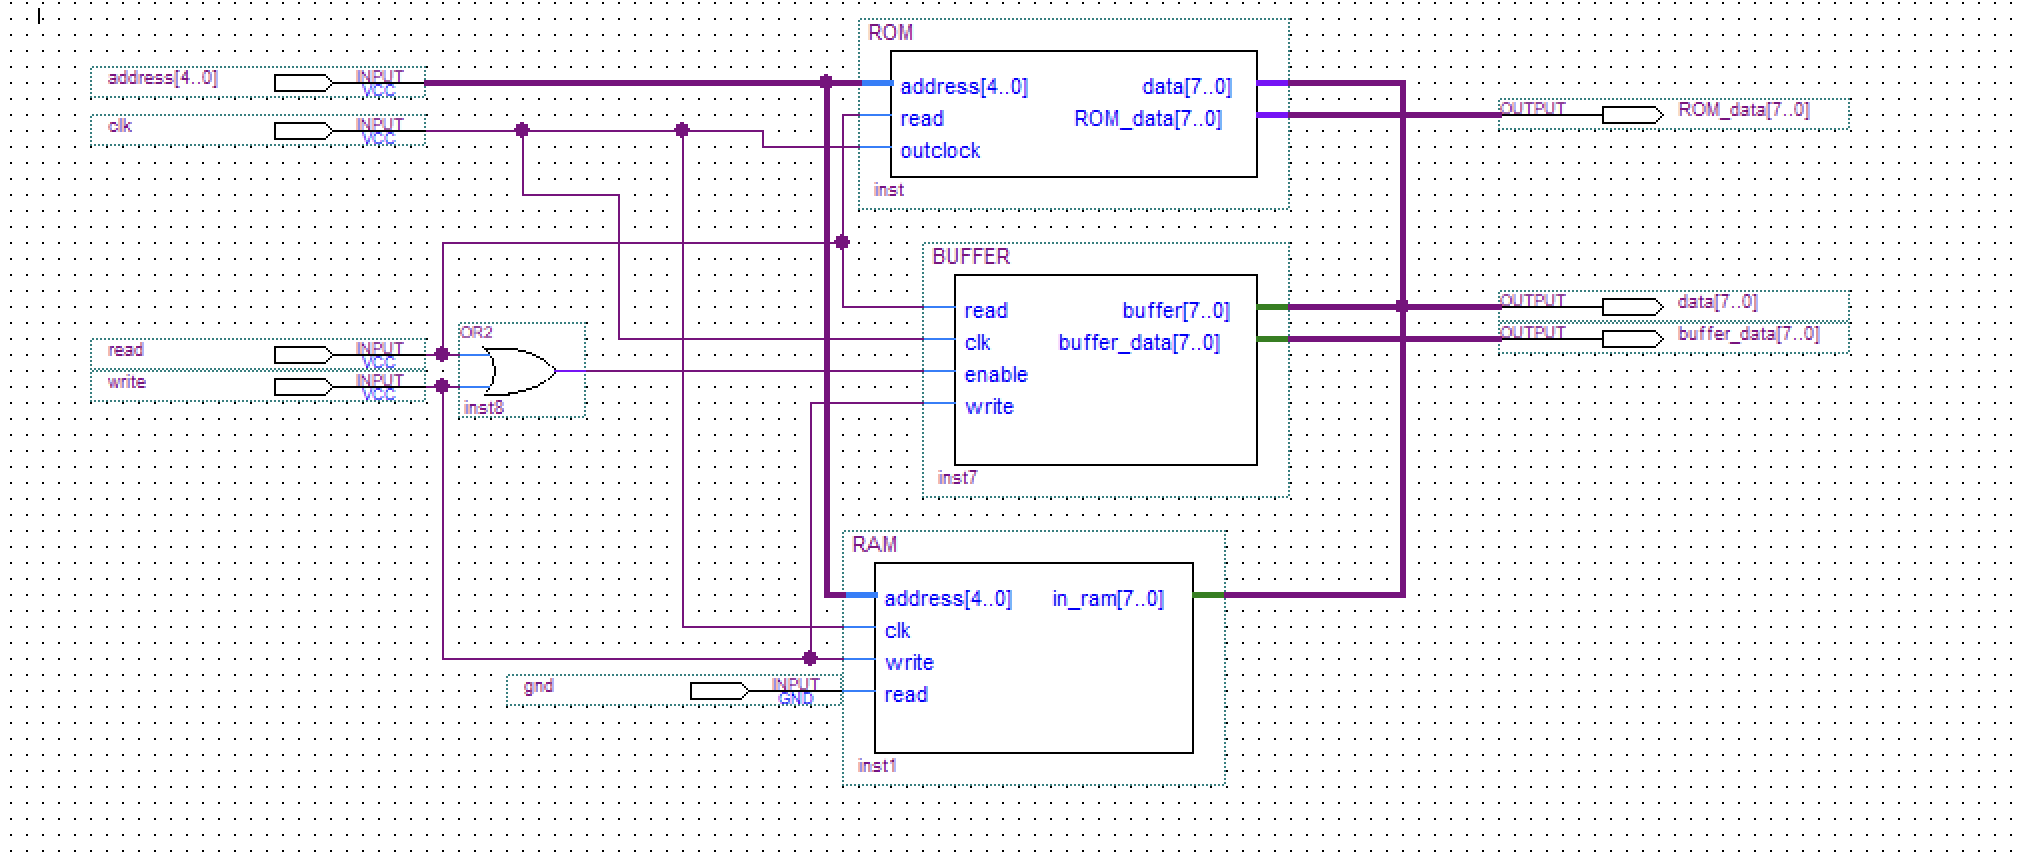 ROM
address[4..0] INPUT VCC
address[4..0] data[7..0]
clk INPUT VCC
read ROM_data[7..0]
OUTPUT ROM_data[7..0]
outclock
inst
BUFFER
read buffer[7..0]
OUTPUT data[7..0]
clk buffer_data[7..0]
OUTPUT buffer_data[7..0]
read INPUT VCC
write INPUT VCC
OR2
inst8
enable
write
inst7
RAM
address[4..0] in_ram[7..0]
clk
write
gnd INPUT GND
read
inst1